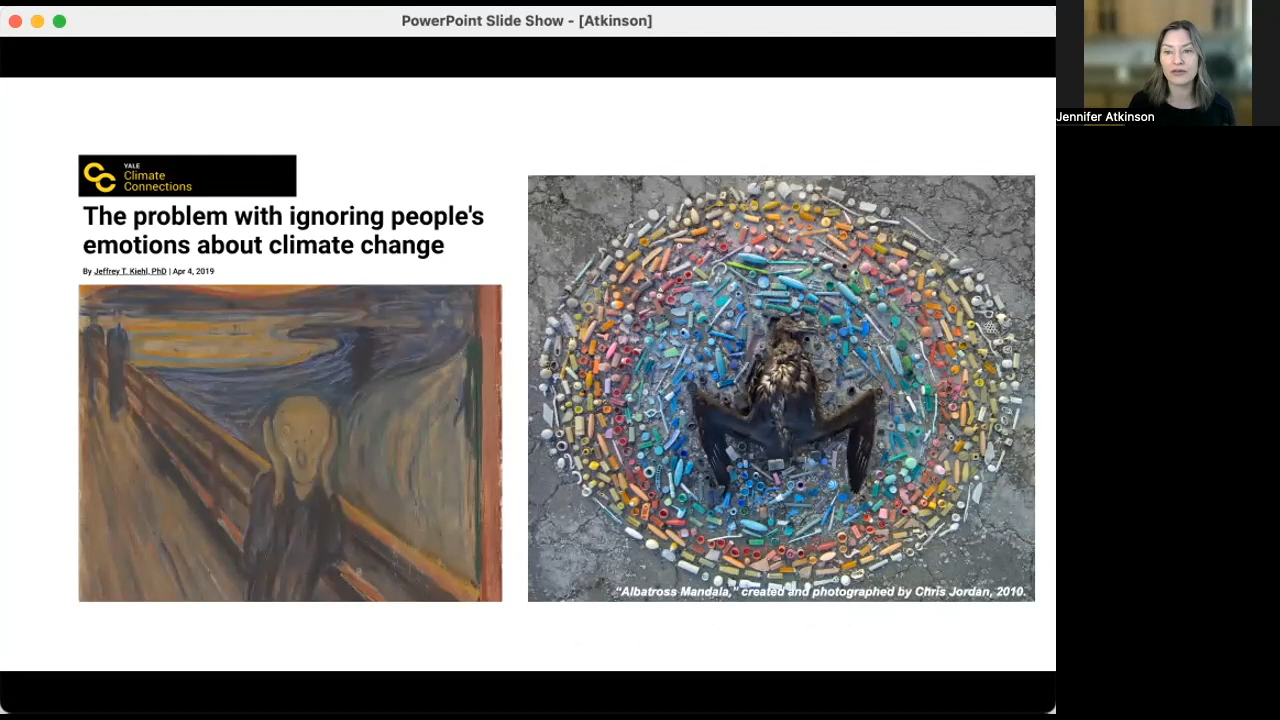 PowerPoint Slide Show - [Atkinson]
YALE
Climate
Connections
The problem with ignoring people's
emotions about climate change
By Jeffrey T. Kiehl, PhD | Apr 4, 2019
“Albatross Mandala,” created and photographed by Chris Jordan, 2010.
Jennifer Atkinson